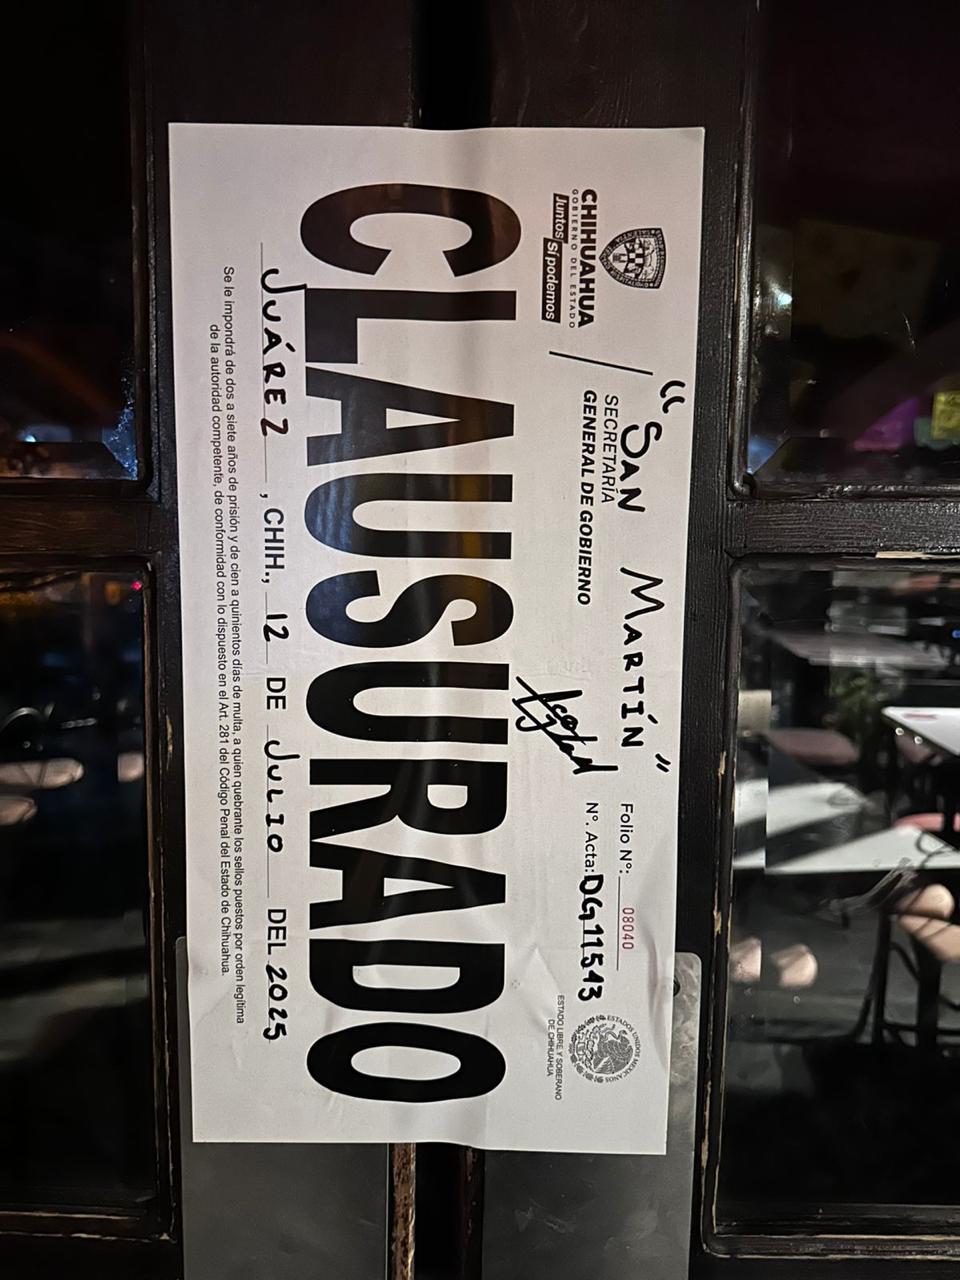 "SAN MARTÍN"
CHIHUAHUA
GOBIERNO DEL ESTADO
Juntos Sí podemos
SECRETARÍA
GENERAL DE GOBIERNO
Folio N°: 08040
N°. Acta: DG11543
ESTADOS UNIDOS MEXICANOS
ESTADO LIBRE Y SOBERANO
DE CHIHUAHUA
CLAUSURADO
JUÁREZ, CHIH., 12 DE JULIO DEL 2025
Se le impondrá de dos a siete años de prisión y de cien a quinientos días de multa, a quien quebrante los sellos puestos por orden legítima
de la autoridad competente, de conformidad con lo dispuesto en el Art. 281 del Código Penal del Estado de Chihuahua.